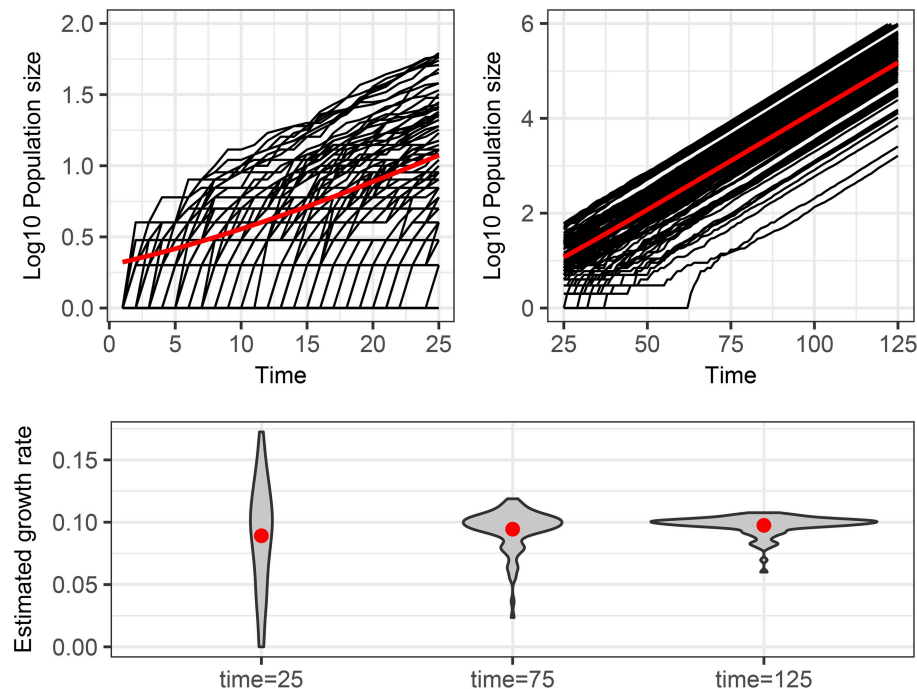 2.0
1.5
1.0
0.5
0.0
Log10 Population size
0 5 10 15 20 25
Time
6
4
2
0
Log10 Population size
25 50 75 100 125
Time
0.15
0.10
0.05
0.00
Estimated growth rate
time=25 time=75 time=125